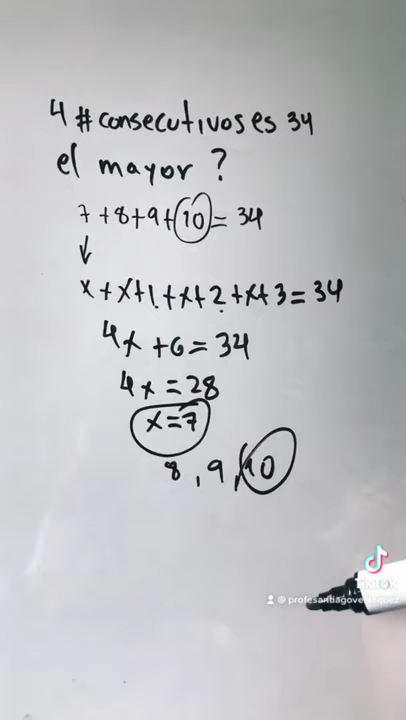 4 # consecutivos es 34
el mayor ?
7+8+9+10=34
↓
x+x+1+x+2+x+3=34
4x+6=34
4x=28
x=7
8,9,10
TikTok